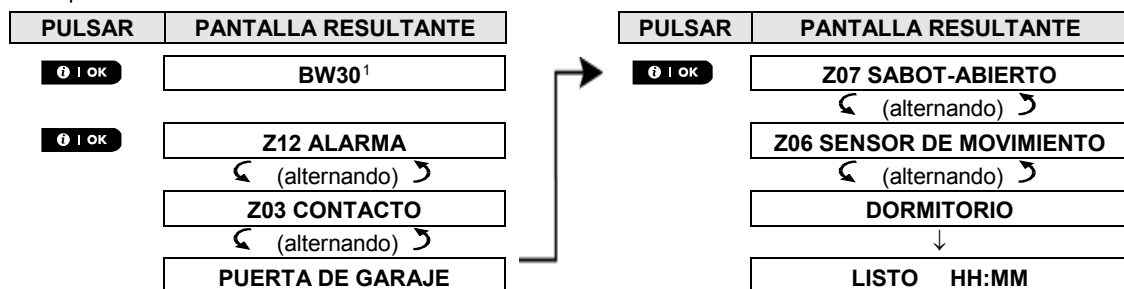 PULSAR PANTALLA RESULTANTE
i | OK BW30¹
i | OK Z12 ALARMA
(alternando)
Z03 CONTACTO
(alternando)
PUERTA DE GARAJE
PULSAR PANTALLA RESULTANTE
i | OK Z07 SABOT-ABIERTO
(alternando)
Z06 SENSOR DE MOVIMIENTO
(alternando)
DORMITORIO
↓
LISTO HH:MM